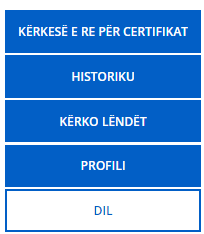 KËRKESË E RE PËR CERTIFIKAT
HISTORIKU
KËRKO LËNDËT
PROFILI
DIL